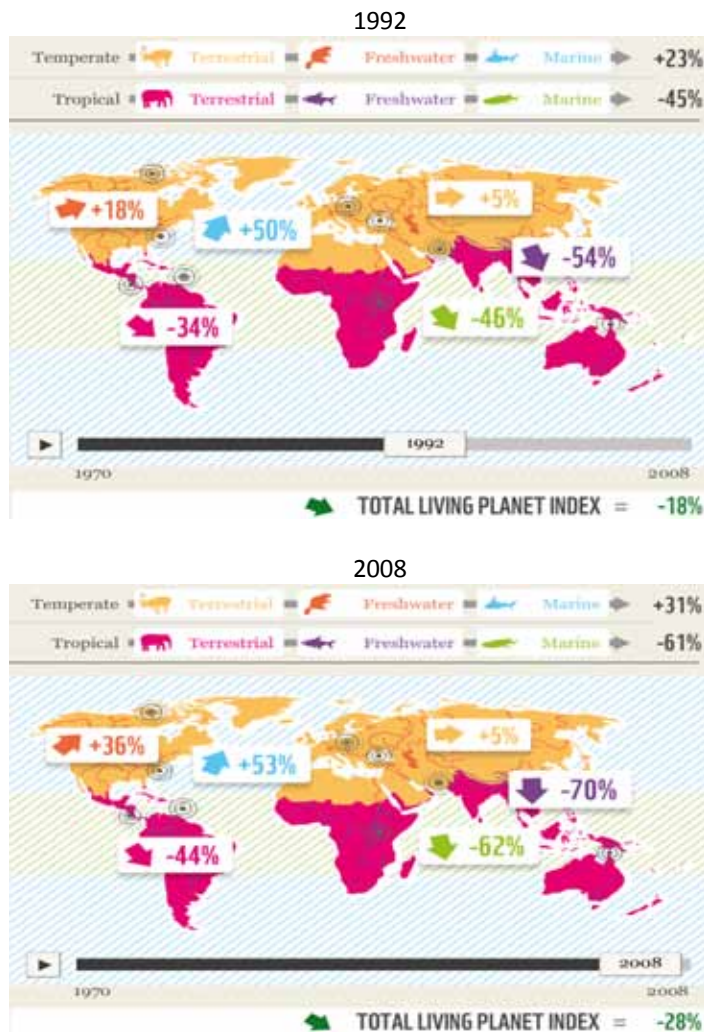 1992
Temperate Terrestrial Freshwater Marine +23%
Tropical Terrestrial Freshwater Marine -45%
+18% +50% +5%
-54%
-34% -46%
1992
1970 2008
TOTAL LIVING PLANET INDEX = -18%
2008
Temperate Terrestrial Freshwater Marine +31%
Tropical Terrestrial Freshwater Marine -61%
+36% +53% +5%
-70%
-44% -62%
2008
1970 2008
TOTAL LIVING PLANET INDEX = -28%